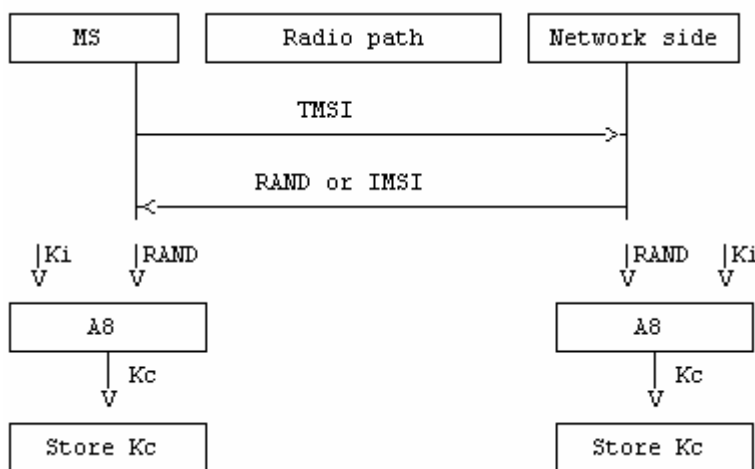 MS Radio path Network side
TMSI
RAND or IMSI
Ki RAND RAND Ki
A8 A8
Kc Kc
Store Kc Store Kc